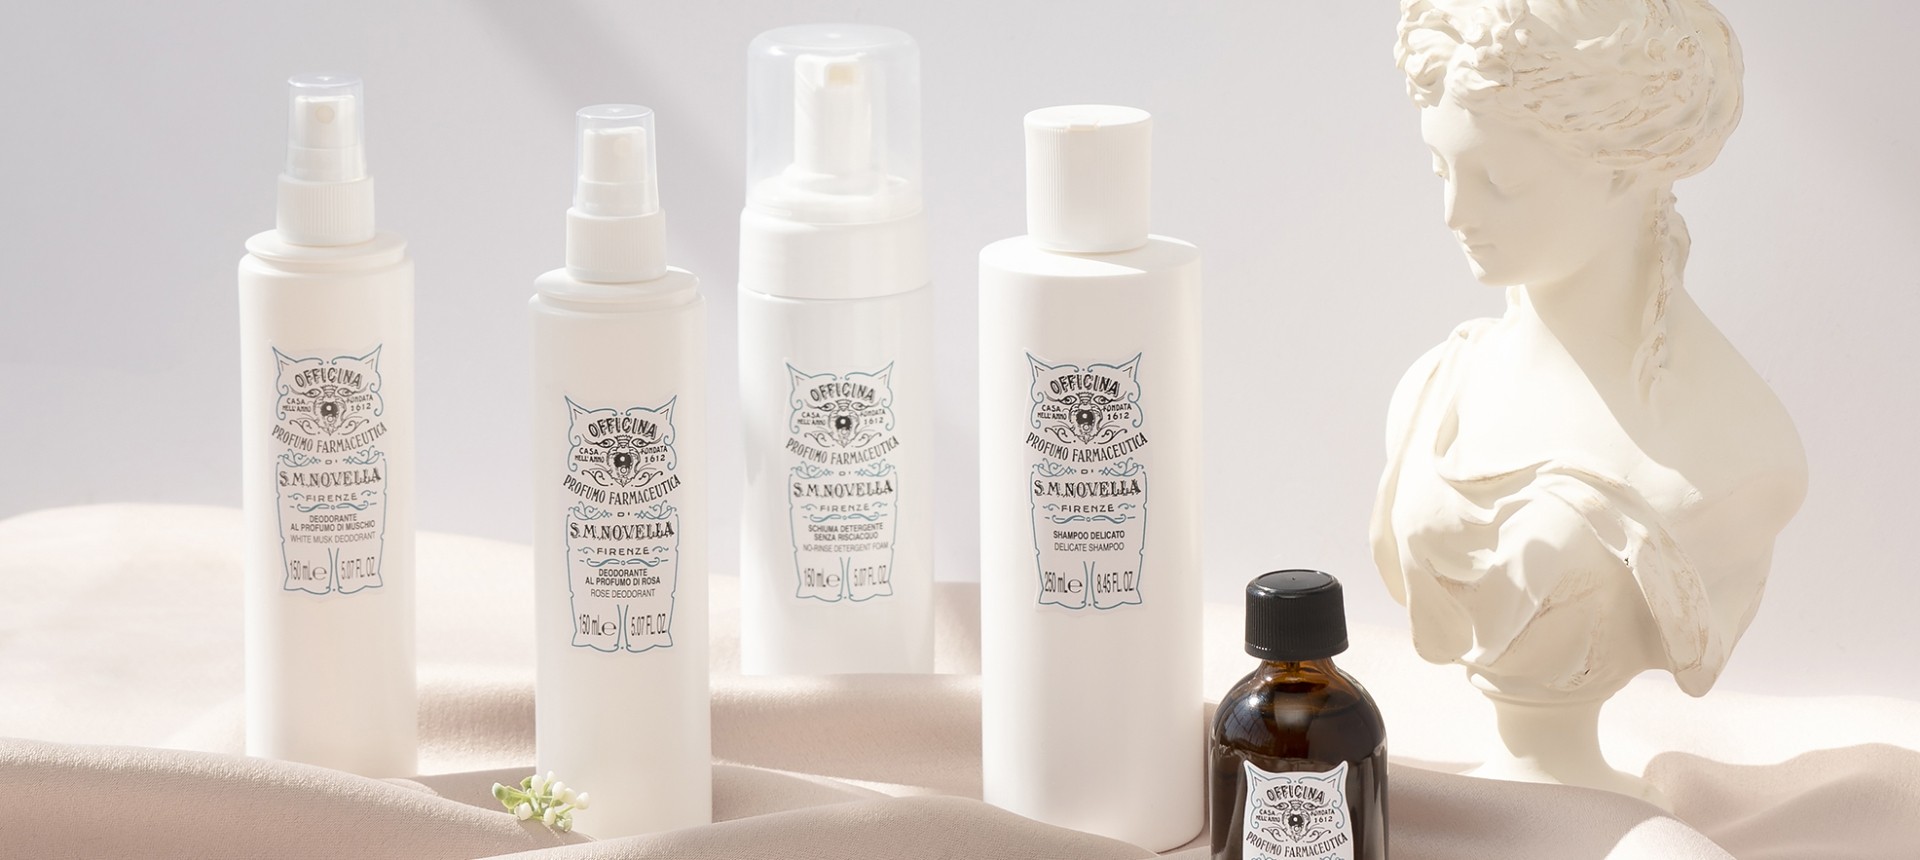 OFFICINA
CASA FONDATA
NELL'ANNO 1612
PROFUMO FARMACEUTICA
DI
S.M.NOVELLA
FIRENZE
DEODORANTE
AL PROFUMO DI MUSCHIO
WHITE MUSK DEODORANT
150 mL e 5.07 FL OZ
OFFICINA
CASA FONDATA
NELL'ANNO 1612
PROFUMO FARMACEUTICA
DI
S.M.NOVELLA
FIRENZE
DEODORANTE
AL PROFUMO DI ROSA
ROSE DEODORANT
150 mL e 5.07 FL OZ
OFFICINA
CASA FONDATA
NELL'ANNO 1612
PROFUMO FARMACEUTICA
DI
S.M.NOVELLA
FIRENZE
SCHIUMA DETERGENTE
SENZA RISCIACQUO
NO-RINSE DETERGENT FOAM
150 mL e 5.07 FL OZ
OFFICINA
CASA FONDATA
NELL'ANNO 1612
PROFUMO FARMACEUTICA
DI
S.M.NOVELLA
FIRENZE
SHAMPOO DELICATO
DELICATE SHAMPOO
250 mL e 8.45 FL OZ
OFFICINA
CASA FONDATA
NELL'ANNO 1612
PROFUMO FARMACEUTICA